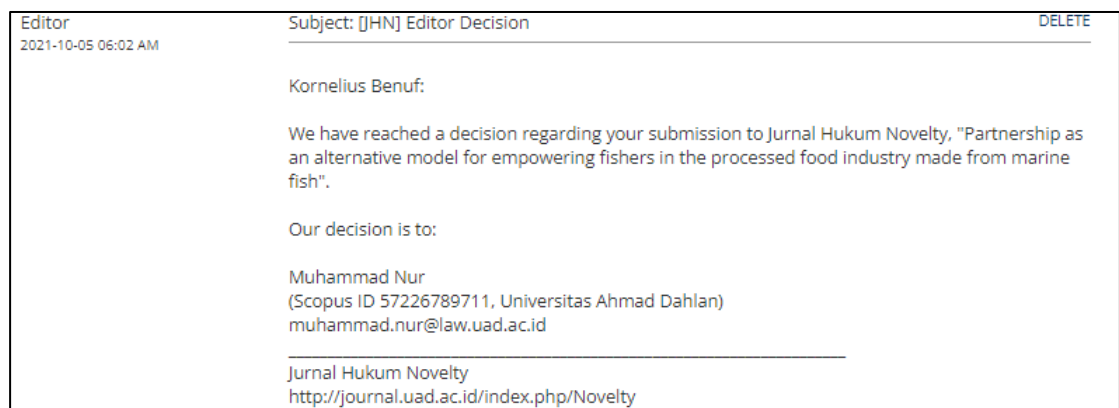 Editor
2021-10-05 06:02 AM
Subject: [JHN] Editor Decision
DELETE
Kornelius Benuf:
We have reached a decision regarding your submission to Jurnal Hukum Novelty, "Partnership as
an alternative model for empowering fishers in the processed food industry made from marine
fish".
Our decision is to:
Muhammad Nur
(Scopus ID 57226789711, Universitas Ahmad Dahlan)
muhammad.nur@law.uad.ac.id
Jurnal Hukum Novelty
http://journal.uad.ac.id/index.php/Novelty